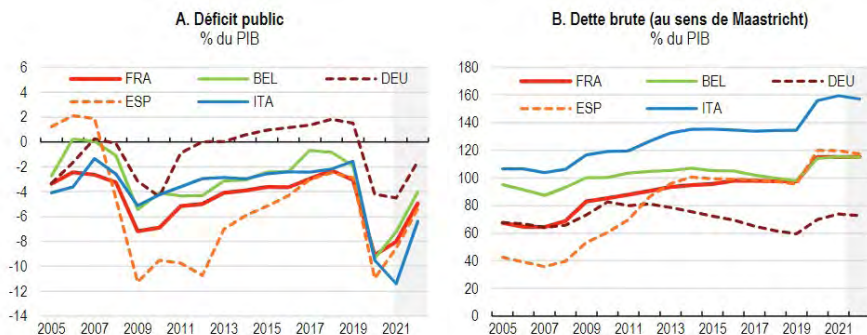 A. Déficit public
% du PIB
FRA BEL DEU
ESP ITA
6
4
2
0
-2
-4
-6
-8
-10
-12
-14
2005 2007 2009 2011 2013 2015 2017 2019 2021
B. Dette brute (au sens de Maastricht)
% du PIB
FRA BEL DEU
ESP ITA
180
160
140
120
100
80
60
40
20
0
2005 2007 2009 2011 2013 2015 2017 2019 2021